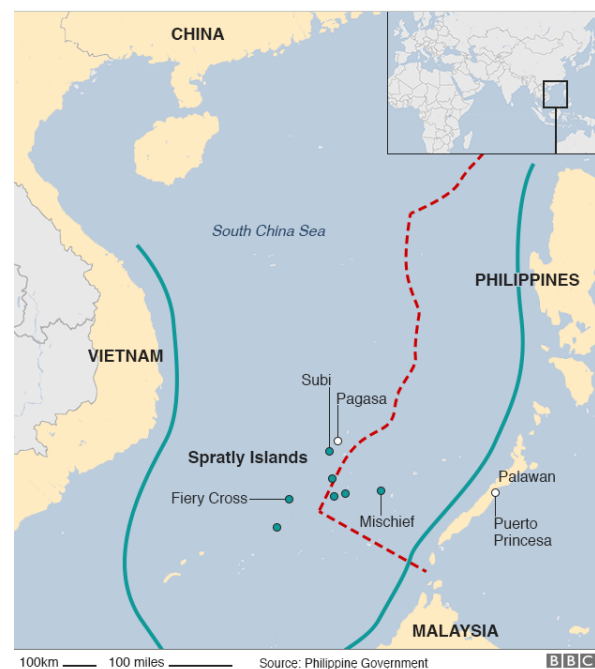 CHINA
South China Sea
PHILIPPINES
VIETNAM
Subi
Pagasa
Spratly Islands
Palawan
Fiery Cross
Mischief
Puerto
Princesa
MALAYSIA
100km
100 miles
Source: Philippine Government
BBC